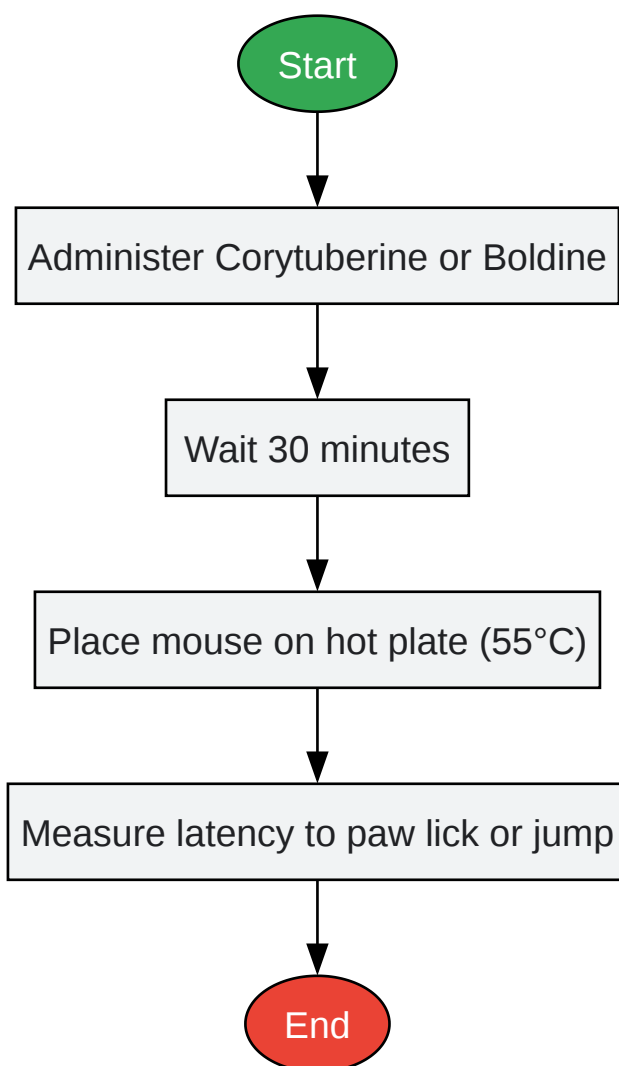 Start
Administer Corytuberine or Boldine
Wait 30 minutes
Place mouse on hot plate (55°C)
Measure latency to paw lick or jump
End